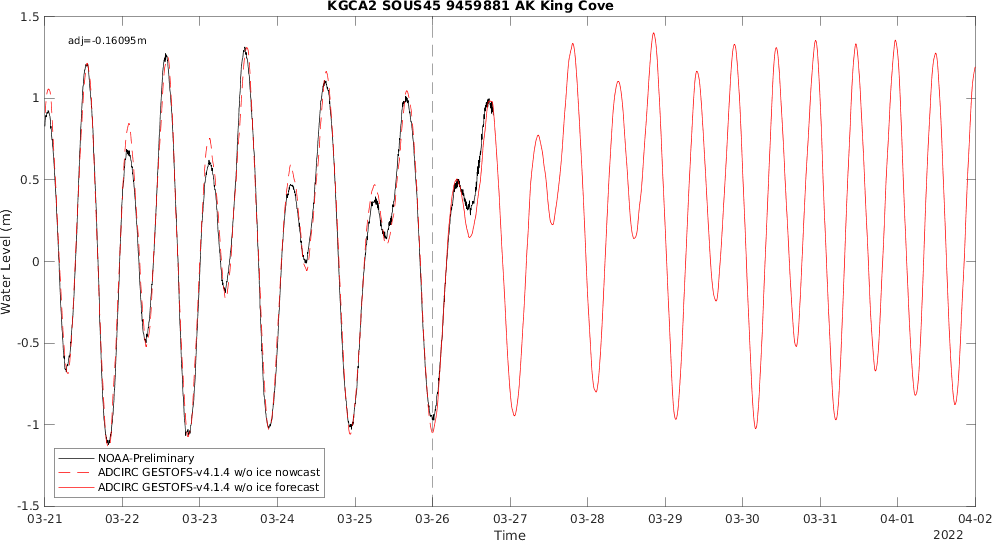 KGCA2 SOUS45 9459881 AK King Cove
adj=-0.16095m
Water Level (m)
1.5
1
0.5
0
-0.5
-1
-1.5
NOAA-Preliminary
ADCIRC GESTOFS-v4.1.4 w/o ice nowcast
ADCIRC GESTOFS-v4.1.4 w/o ice forecast
03-21 03-22 03-23 03-24 03-25 03-26 03-27 03-28 03-29 03-30 03-31 04-01 04-02
Time
2022